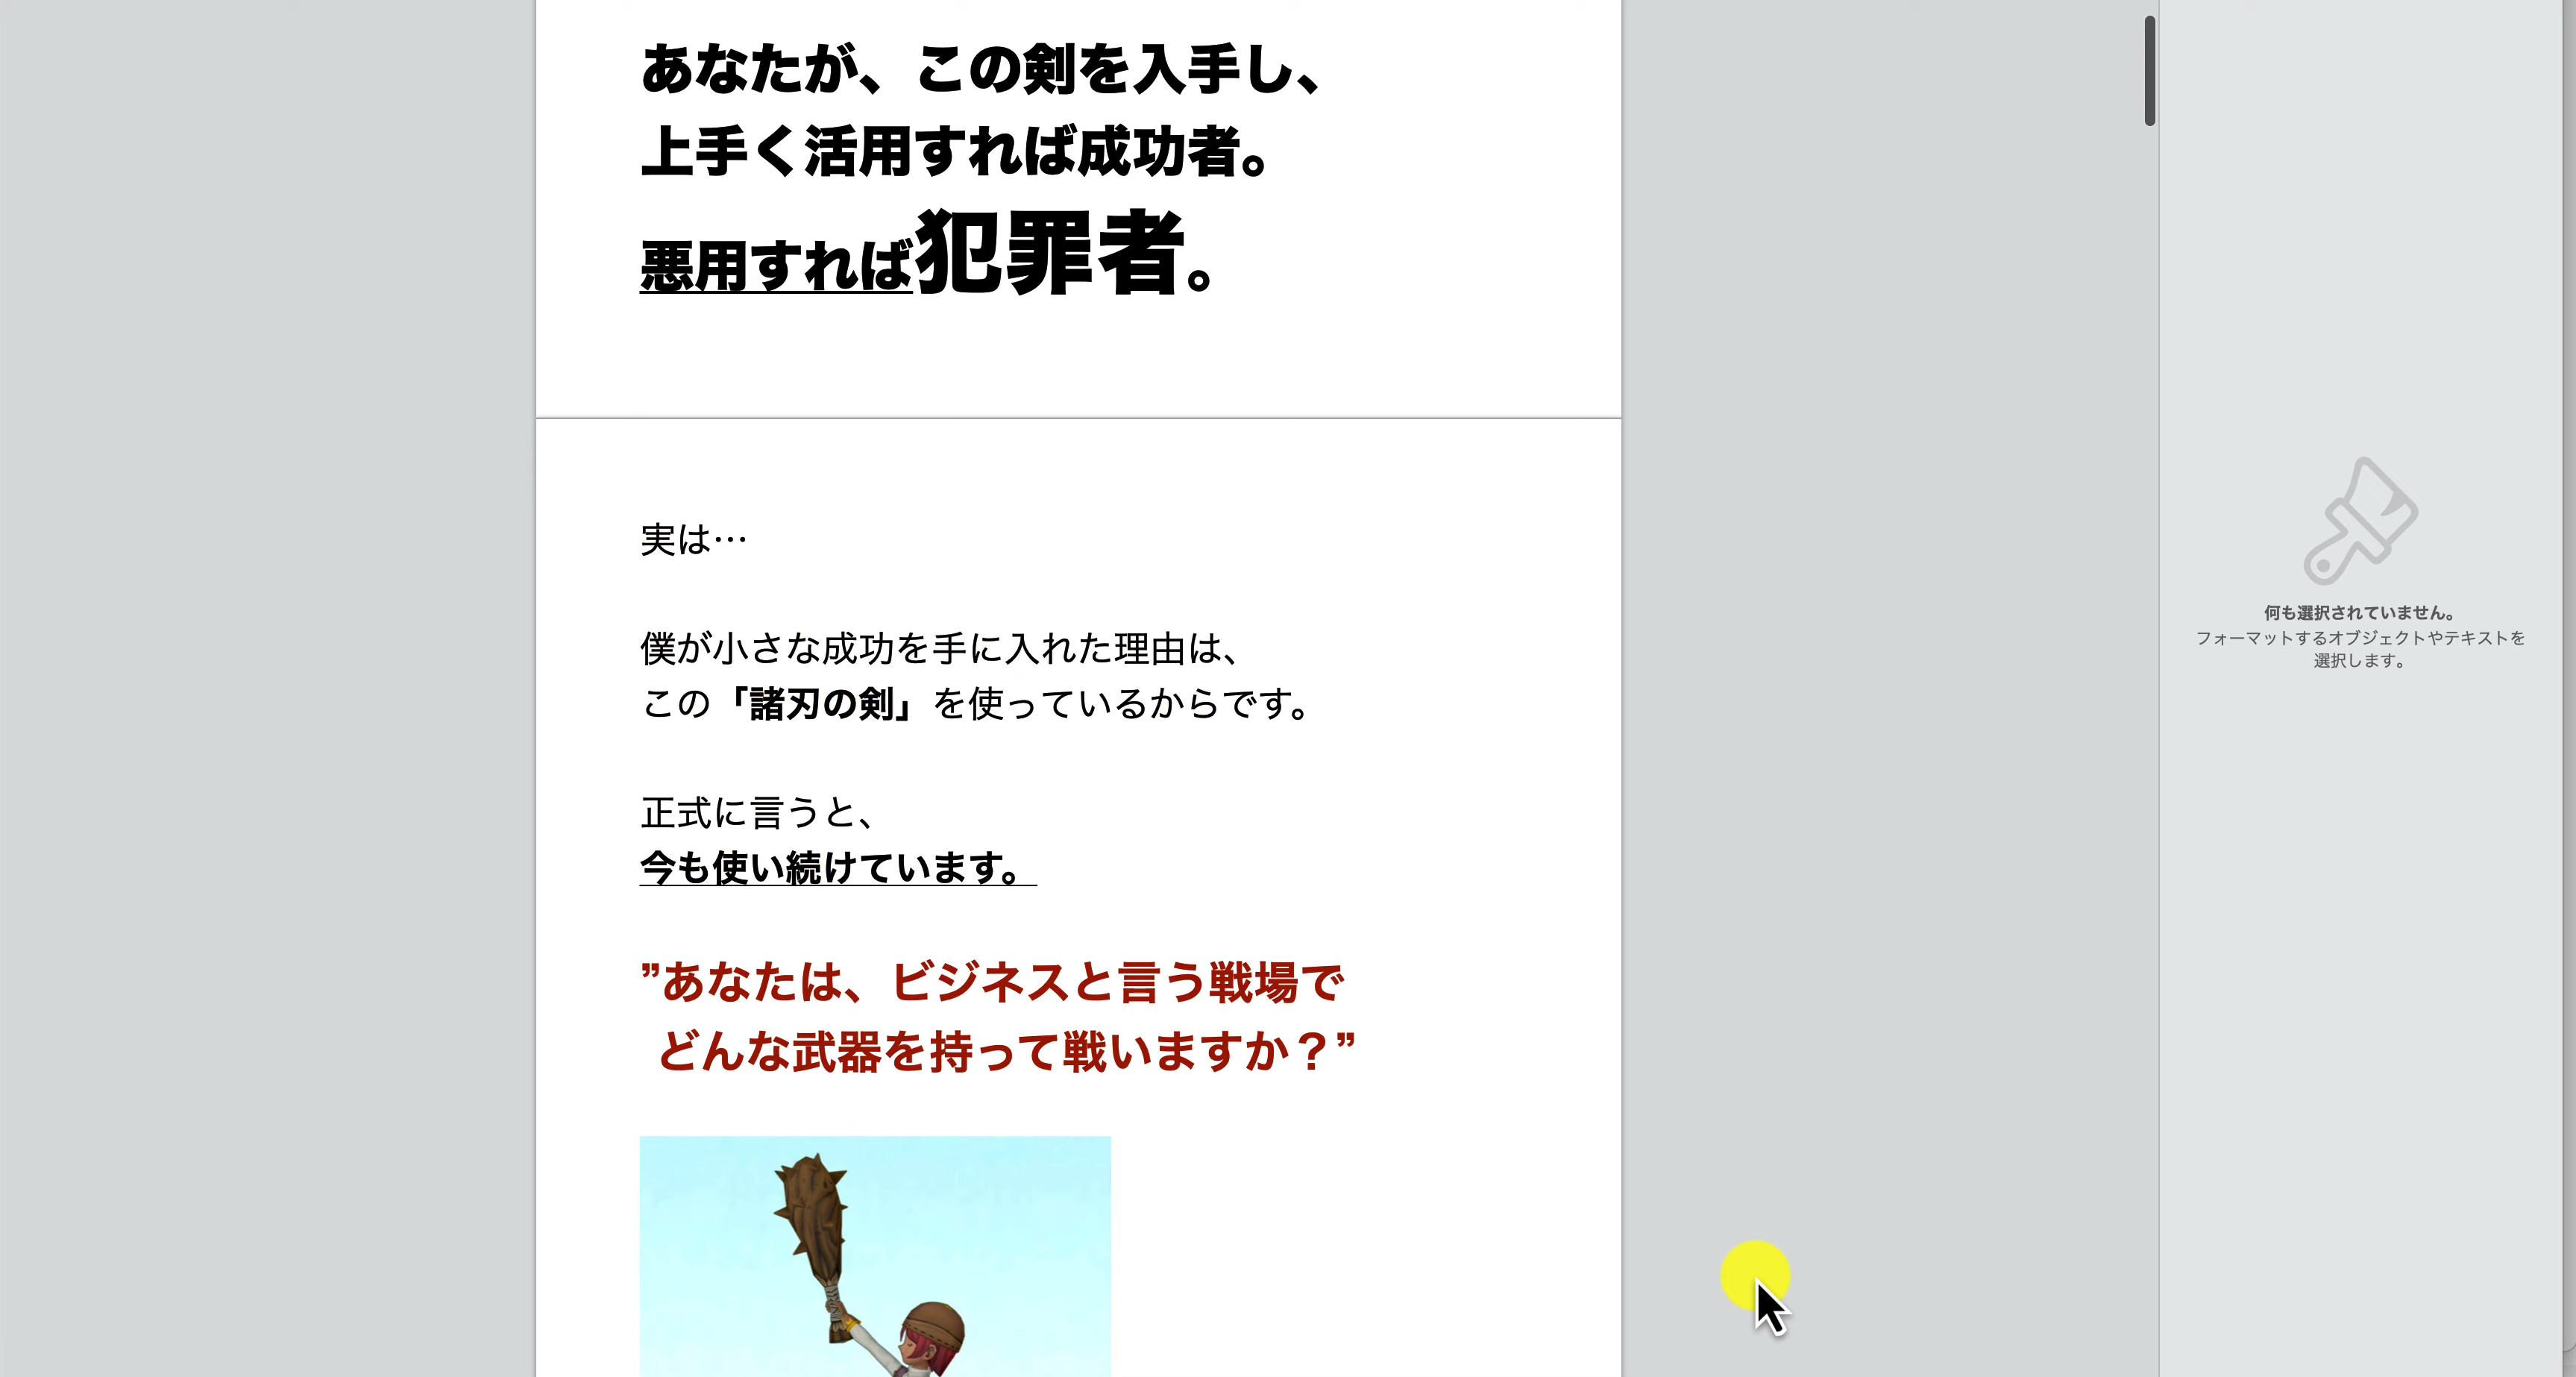 あなたが、この剣を入手し、
上手く活用すれば成功者。
悪用すれば犯罪者。
実は…
僕が小さな成功を手に入れた理由は、
この「諸刃の剣」を使っているからです。
正式に言うと、
今も使い続けています。
”あなたは、ビジネスと言う戦場で
どんな武器を持って戦いますか？”
何も選択されていません。
フォーマットするオブジェクトやテキストを
選択します。